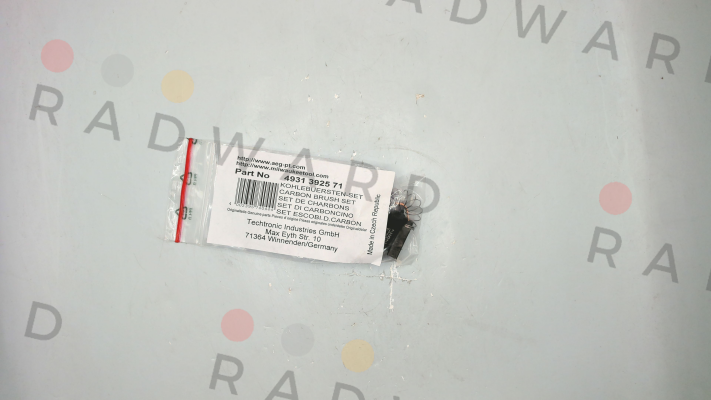 RADWARD
RADWARD
http://www.aeg-pt.com
http://www.milwaukeetool.com
Part No 4931 3925 71
KOHLEBUERSTEN-SET
CARBON BRUSH SET
SET DE CHARBONS
SET DI CARBONCINO
SET ESCOBI.D.CARBON
Techtronic Industries GmbH
Max Eyth Str. 10
71364 Winnenden/Germany
Made in Czech Republic
RA
D
RADWARD